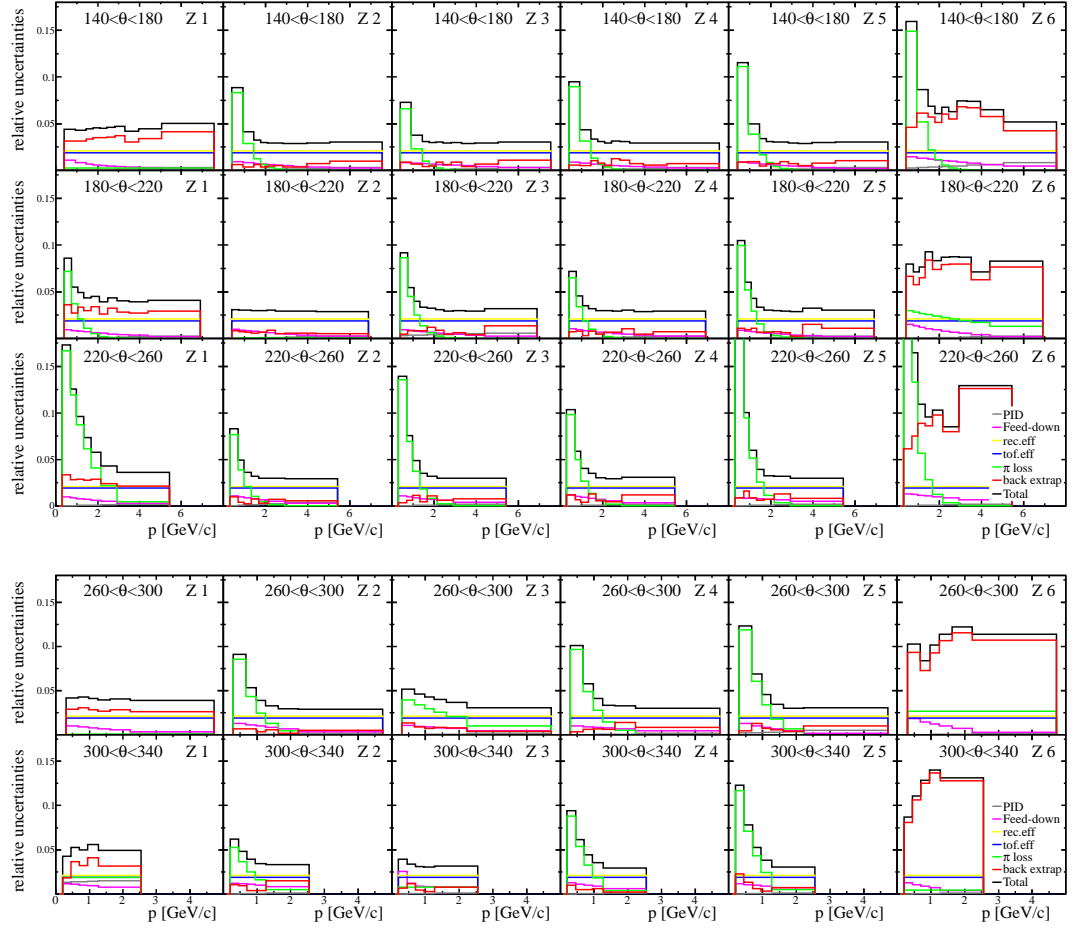 140<θ<180 Z 1 140<θ<180 Z 2 140<θ<180 Z 3 140<θ<180 Z 4 140<θ<180 Z 5 140<θ<180 Z 6
relative uncertainties
0.15
0.1
0.05
180<θ<220 Z 1 180<θ<220 Z 2 180<θ<220 Z 3 180<θ<220 Z 4 180<θ<220 Z 5 180<θ<220 Z 6
relative uncertainties
0.15
0.1
0.05
220<θ<260 Z 1 220<θ<260 Z 2 220<θ<260 Z 3 220<θ<260 Z 4 220<θ<260 Z 5 220<θ<260 Z 6
relative uncertainties
0.15
0.1
0.05
0
PID
Feed-down
rec.eff
tof.eff
π loss
back extrap
Total
0 2 4 6 2 4 6 2 4 6 2 4 6 2 4 6 2 4 6
p [GeV/c] p [GeV/c] p [GeV/c] p [GeV/c] p [GeV/c] p [GeV/c]
260<θ<300 Z 1 260<θ<300 Z 2 260<θ<300 Z 3 260<θ<300 Z 4 260<θ<300 Z 5 260<θ<300 Z 6
relative uncertainties
0.15
0.1
0.05
300<θ<340 Z 1 300<θ<340 Z 2 300<θ<340 Z 3 300<θ<340 Z 4 300<θ<340 Z 5 300<θ<340 Z 6
relative uncertainties
0.15
0.1
0.05
0
PID
Feed-down
rec.eff
tof.eff
π loss
back extrap
Total
0 1 2 3 4 1 2 3 4 1 2 3 4 1 2 3 4 1 2 3 4 1 2 3 4
p [GeV/c] p [GeV/c] p [GeV/c] p [GeV/c] p [GeV/c] p [GeV/c]